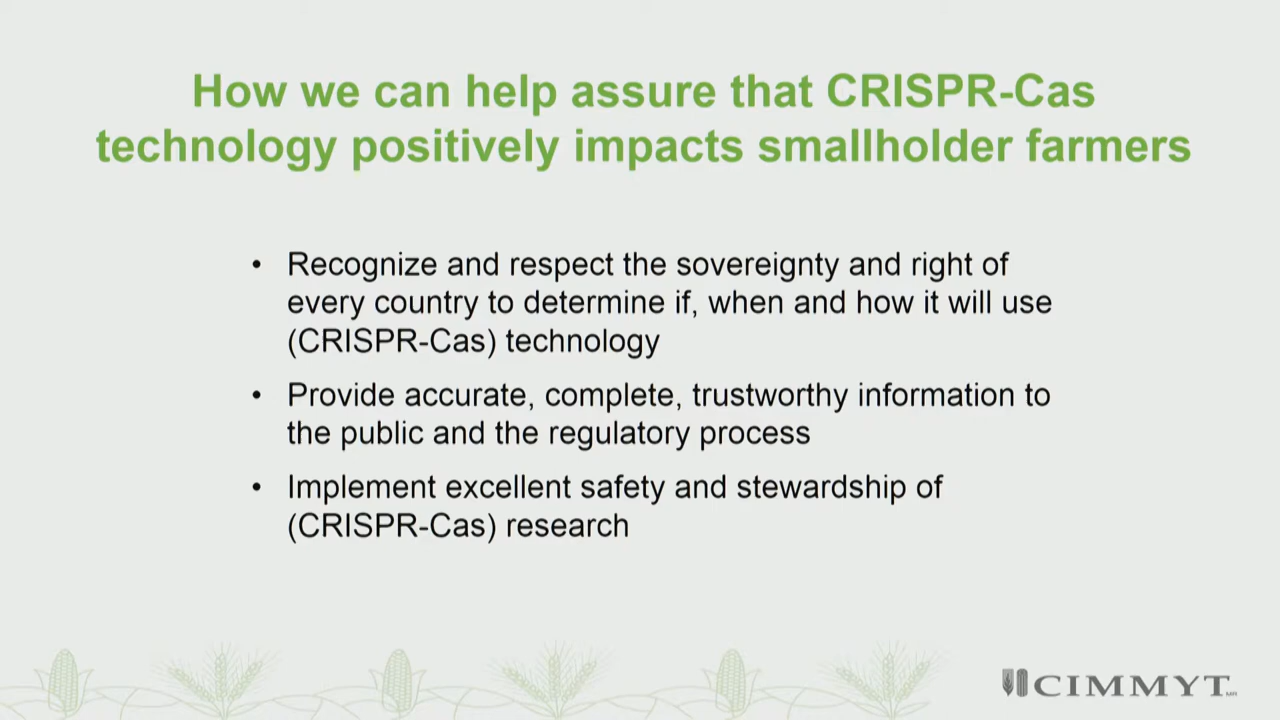 How we can help assure that CRISPR-Cas
technology positively impacts smallholder farmers
• Recognize and respect the sovereignty and right of
every country to determine if, when and how it will use
(CRISPR-Cas) technology
• Provide accurate, complete, trustworthy information to
the public and the regulatory process
• Implement excellent safety and stewardship of
(CRISPR-Cas) research
CIMMYT